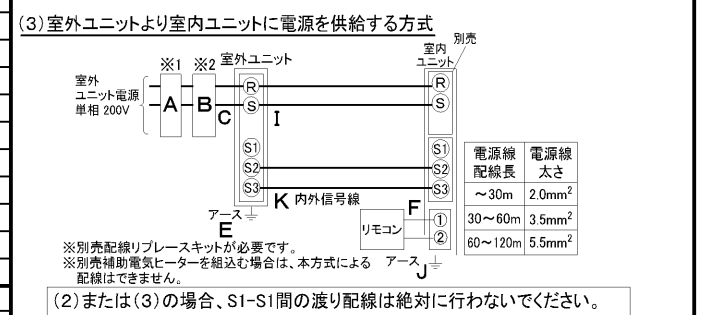 (3)室外ユニットより室内ユニットに電源を供給する方式
※1 ※2 室外ユニット
室内
ユニット
別売
室外
ユニット電源
単相 200V
A B C I
R R
S S
S1 S1
S2 S2
S3 S3
K 内外信号線
F
アース
E
リモコン
①
②
アース
J
電源線
配線長
電源線
太さ
～30m 2.0mm²
30～60m 3.5mm²
60～120m 5.5mm²
※別売配線リプレースキットが必要です。
※別売補助電気ヒーターを組込む場合は、本方式による
配線はできません。
(2)または(3)の場合、S1-S1間の渡り配線は絶対に行わないでください。